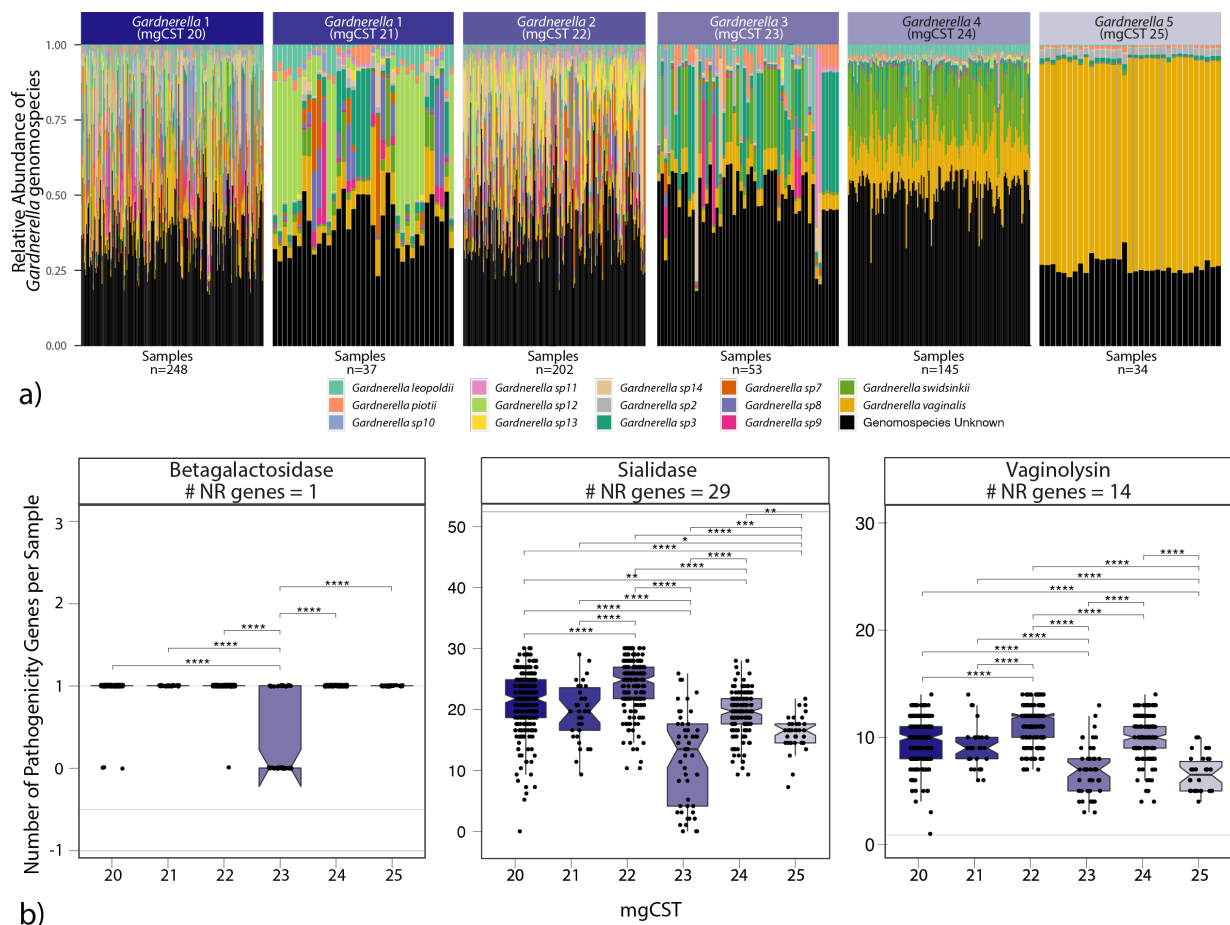 Gardnerella 1
(mgCST 20)
Gardnerella 1
(mgCST 21)
Gardnerella 2
(mgCST 22)
Gardnerella 3
(mgCST 23)
Gardnerella 4
(mgCST 24)
Gardnerella 5
(mgCST 25)
Relative Abundance of
Gardnerella genomospecies
1.00
0.75
0.50
0.25
0.00
Samples
n=248
Samples
n=37
Samples
n=202
Samples
n=53
Samples
n=145
Samples
n=34
a)
Gardnerella leopoldii
Gardnerella piotii
Gardnerella sp10
Gardnerella sp11
Gardnerella sp12
Gardnerella sp13
Gardnerella sp14
Gardnerella sp2
Gardnerella sp3
Gardnerella sp7
Gardnerella sp8
Gardnerella sp9
Gardnerella swidsinkii
Gardnerella vaginalis
Genomospecies Unknown
Number of Pathogenicity Genes per Sample
Betagalactosidase
# NR genes = 1
3
2
1
0
-1
****
****
****
****
****
20 21 22 23 24 25
Sialidase
# NR genes = 29
50
40
30
20
10
0
**
***
****
*
****
****
****
**
****
****
****
****
****
20 21 22 23 24 25
Vaginolysin
# NR genes = 14
30
20
10
0
****
****
****
****
****
****
****
****
****
****
****
20 21 22 23 24 25
mgCST
b)